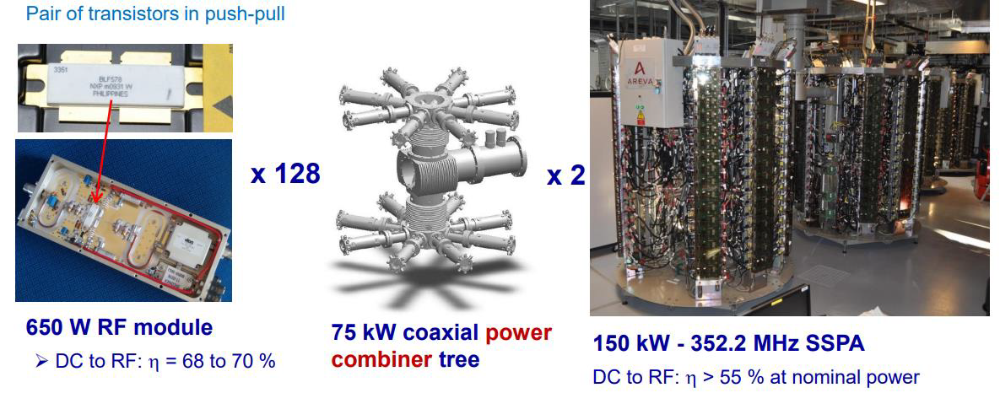 Pair of transistors in push-pull
3351
BLF578
NXP m0931 W
PHILIPPINES
x 128
x 2
AREVA
650 W RF module
➢ DC to RF: η = 68 to 70 %
75 kW coaxial power
combiner tree
150 kW - 352.2 MHz SSPA
DC to RF: η > 55 % at nominal power